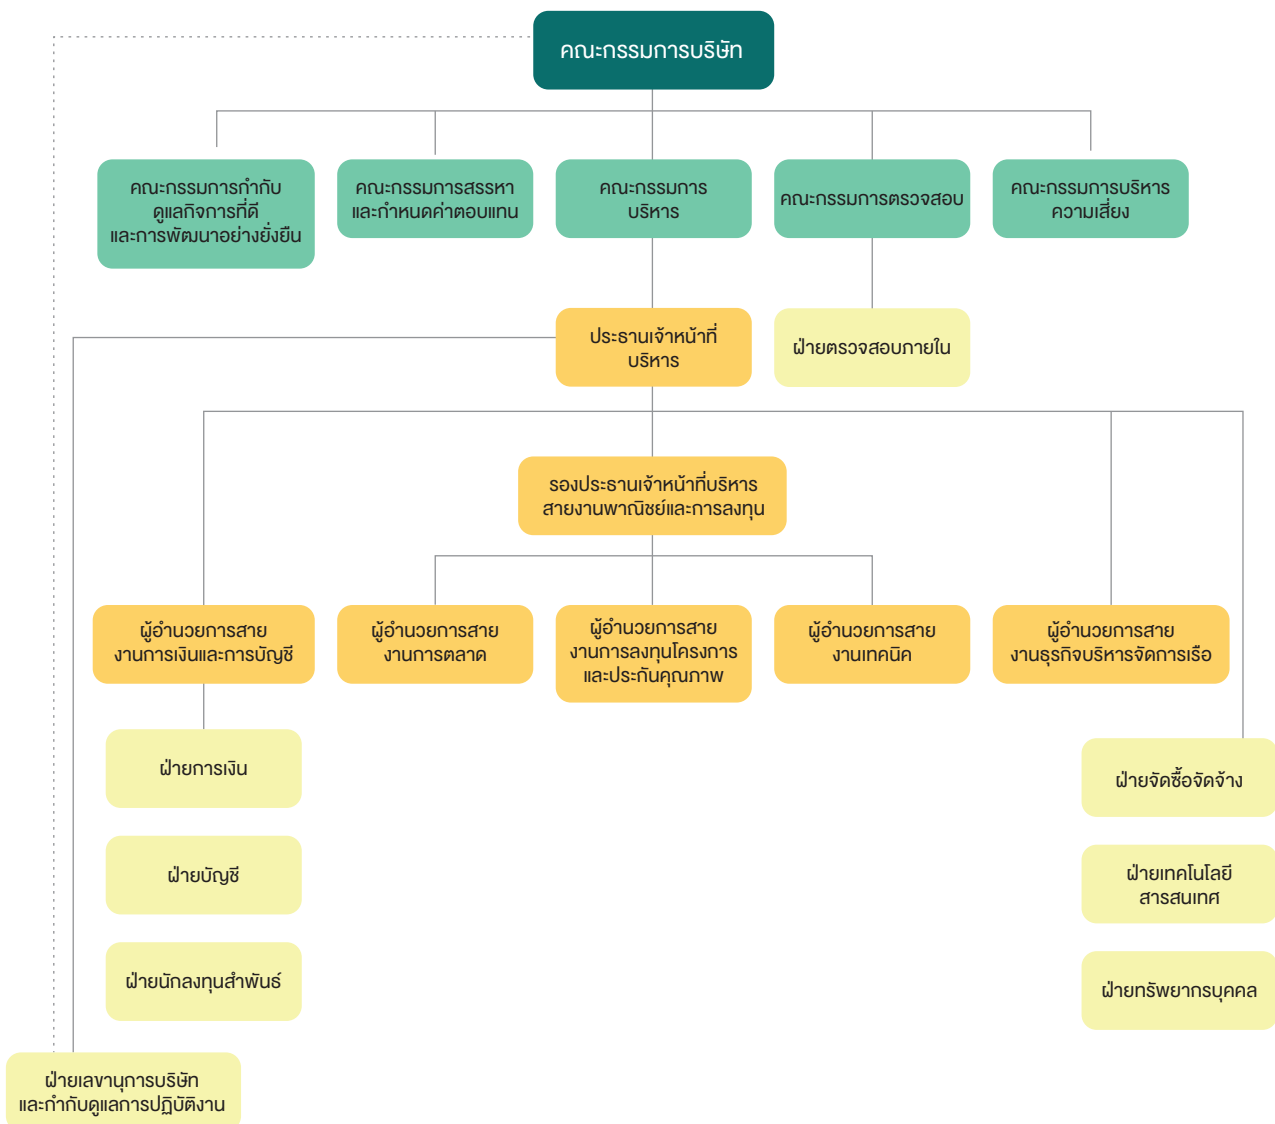 คณะกรรมการบริษัท
คณะกรรมการกำกับ
ดูแลกิจการที่ดี
และการพัฒนาอย่างยั่งยืน
คณะกรรมการสรรหา
และกำหนดค่าตอบแทน
คณะกรรมการ
บริหาร
คณะกรรมการตรวจสอบ
คณะกรรมการบริหาร
ความเสี่ยง
ประธานเจ้าหน้าที่
บริหาร
ฝ่ายตรวจสอบภายใน
รองประธานเจ้าหน้าที่บริหาร
สายงานพาณิชย์และการลงทุน
ผู้อำนวยการสาย
งานการเงินและการบัญชี
ผู้อำนวยการสาย
งานการตลาด
ผู้อำนวยการสาย
งานการลงทุนโครงการ
และประกันคุณภาพ
ผู้อำนวยการสาย
งานเทคนิค
ผู้อำนวยการสาย
งานธุรกิจบริหารจัดการเรือ
ฝ่ายการเงิน
ฝ่ายบัญชี
ฝ่ายนักลงทุนสำพันธ์
ฝ่ายจัดซื้อจัดจ้าง
ฝ่ายเทคโนโลยี
สารสนเทศ
ฝ่ายทรัพยากรบุคคล
ฝ่ายเลขานุการบริษัท
และกำกับดูแลการปฏิบัติงาน